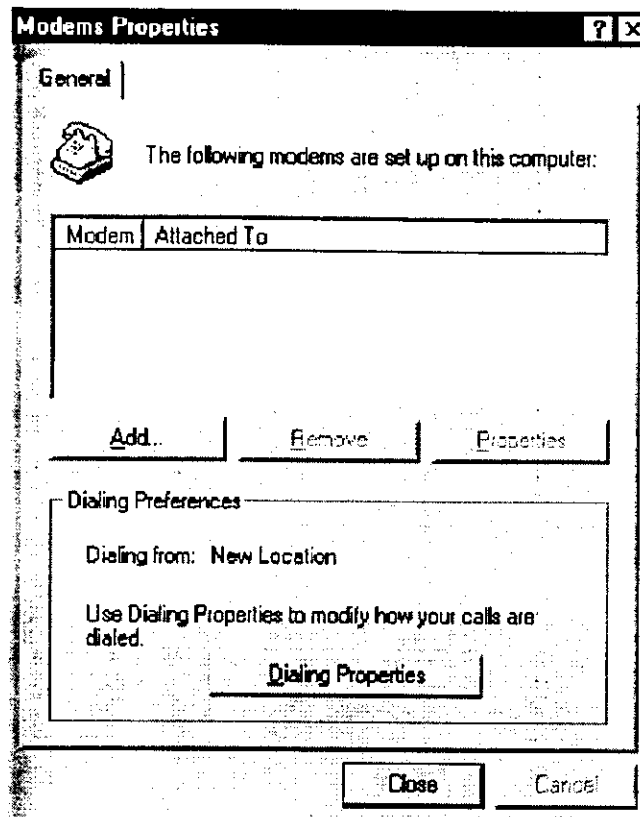 Modems Properties ? X
General
The following modems are set up on this computer:
Modem Attached To
Add... Remove Properties
Dialing Preferences
Dialing from: New Location
Use Dialing Properties to modify how your calls are
dialed.
Dialing Properties
Close Cancel